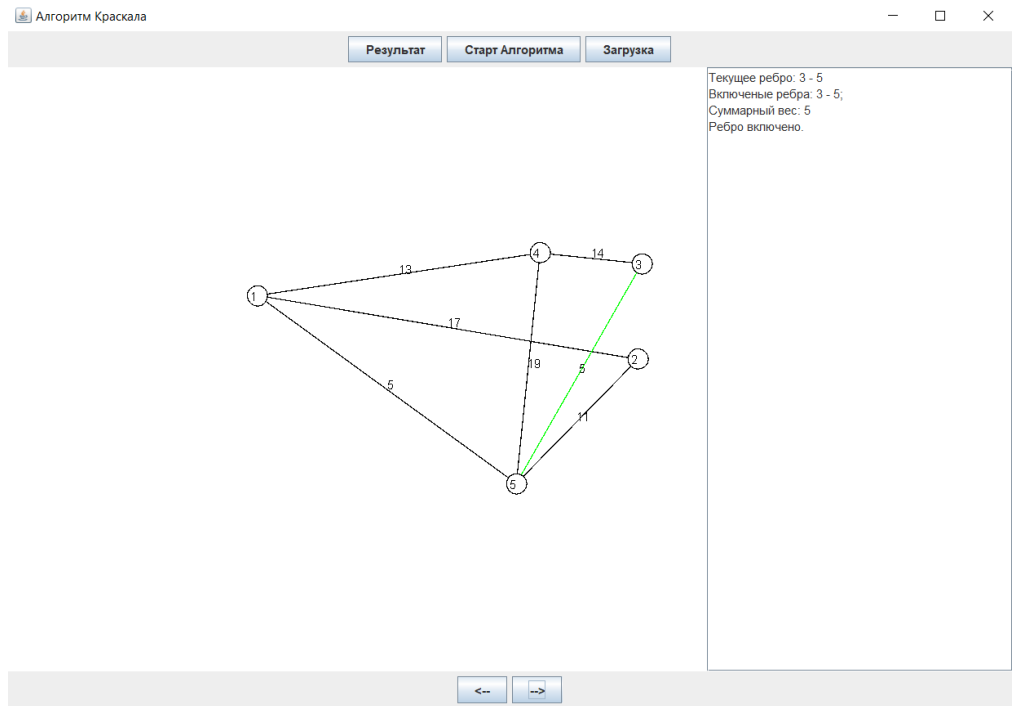 Алгоритм Краскала
Результат Старт Алгоритма Загрузка
Текущее ребро: 3 - 5
Включеные ребра: 3 - 5;
Суммарный вес: 5
Ребро включено.
4
14
3
13
1
17
2
19
5
5
11
5
<-- -->